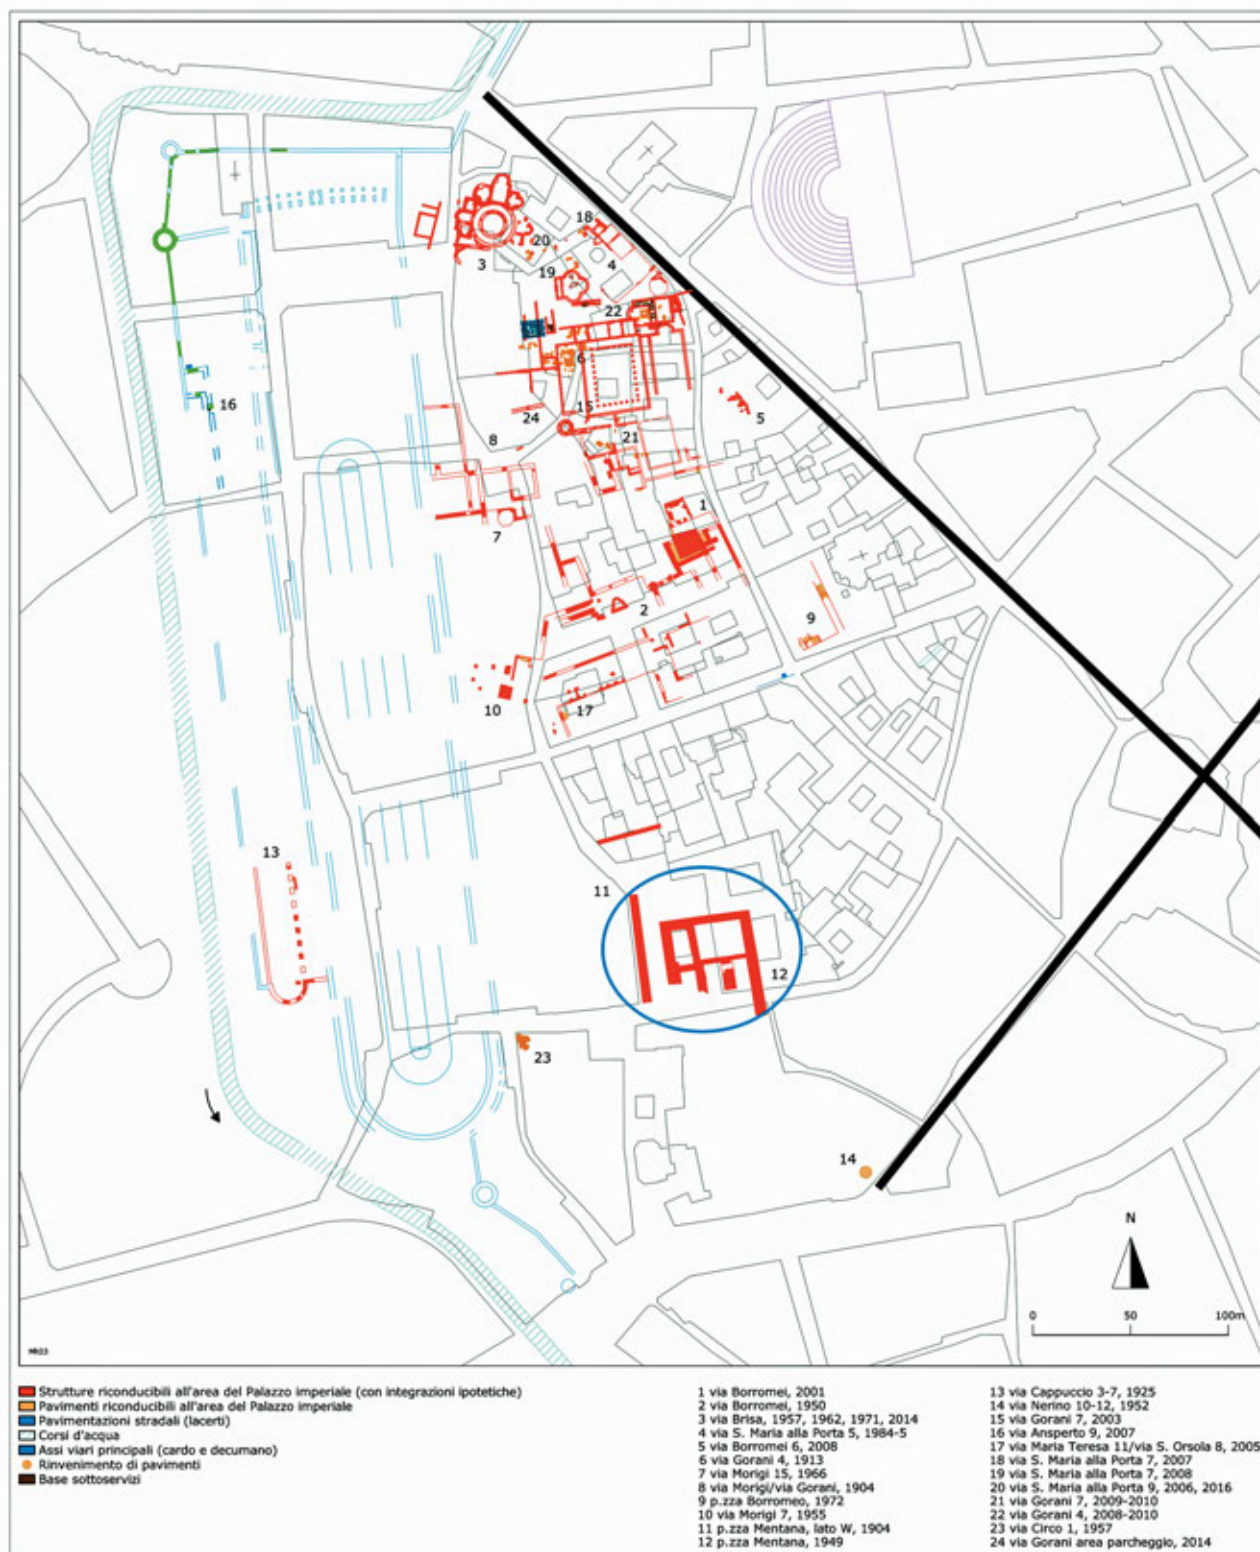 18
20
3
4
19
22
6
5
16
15
24
21
8
1
7
9
2
10
17
13
11
12
23
14
N
0 50 100m
Strutture riconducibili all'area del Palazzo imperiale (con integrazioni ipotetiche)
Pavimenti riconducibili all'area del Palazzo imperiale
Pavimentazioni stradali (lacerti)
Corsi d'acqua
Assi viari principali (cardo e decumano)
Rinvenimento di pavimenti
Base sottoservizi
1 via Borromei, 2001
2 via Borromei, 1950
3 via Brisa, 1957, 1962, 1971, 2014
4 via S. Maria alla Porta 5, 1984-5
5 via Borromei 6, 2008
6 via Gorani 4, 1913
7 via Morigi 15, 1966
8 via Morigi/via Gorani, 1904
9 p.zza Borromeo, 1972
10 via Morigi 7, 1955
11 p.zza Mentana, lato W, 1904
12 p.zza Mentana, 1949
13 via Cappuccio 3-7, 1925
14 via Nerino 10-12, 1952
15 via Gorani 7, 2003
16 via Ansperto 9, 2007
17 via Maria Teresa 11/via S. Orsola 8, 2005
18 via S. Maria alla Porta 7, 2007
19 via S. Maria alla Porta 7, 2008
20 via S. Maria alla Porta 9, 2006, 2016
21 via Gorani 7, 2009-2010
22 via Gorani 4, 2008-2010
23 via Circo 1, 1957
24 via Gorani area parcheggio, 2014